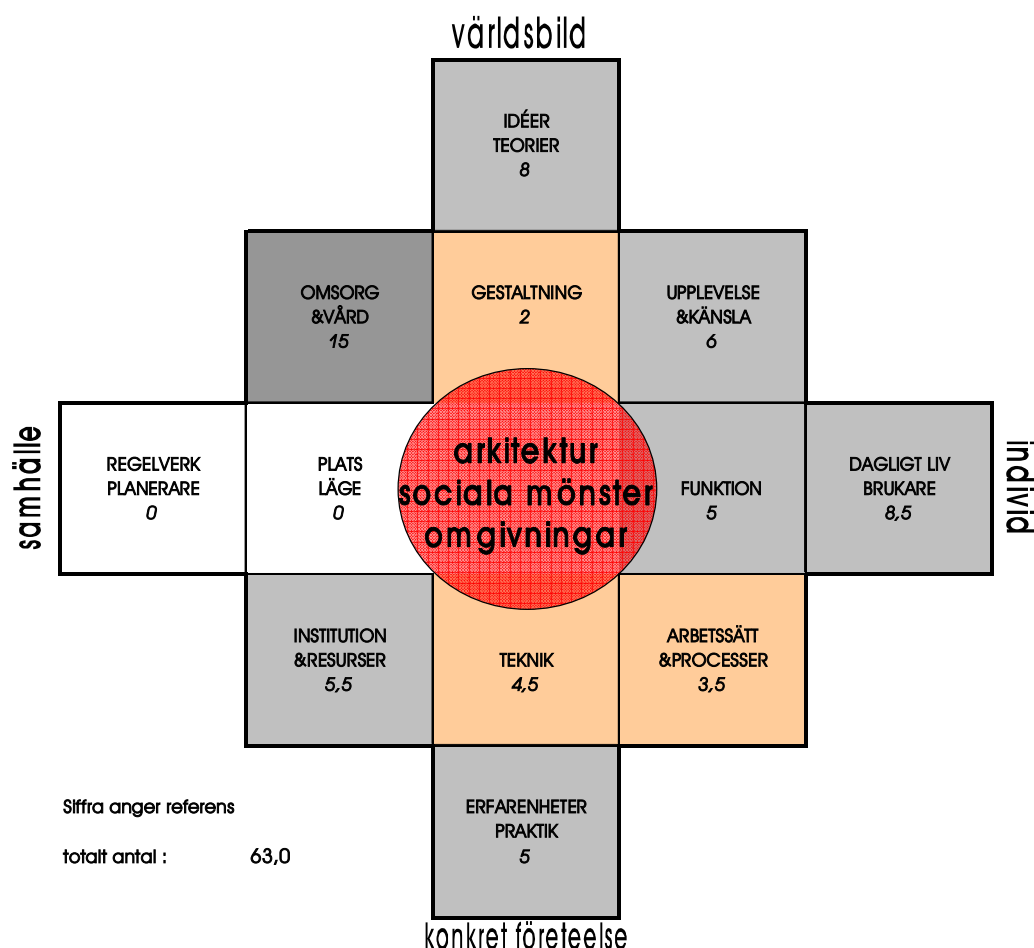 världsbild
IDÉER
TEORIER
8
OMSORG
&VÅRD
15
GESTALTNING
2
UPPLEVELSE
&KÄNSLA
6
samhälle
REGELVERK
PLANERARE
0
PLATS
LÄGE
0
arkitektur
sociala mönster
omgivningar
FUNKTION
5
DAGLIGT LIV
BRUKARE
8,5
individ
INSTITUTION
&RESURSER
5,5
TEKNIK
4,5
ARBETSSÄTT
&PROCESSER
3,5
ERFARENHETER
PRAKTIK
5
Siffra anger referens
totalt antal : 63,0
konkret företeelse